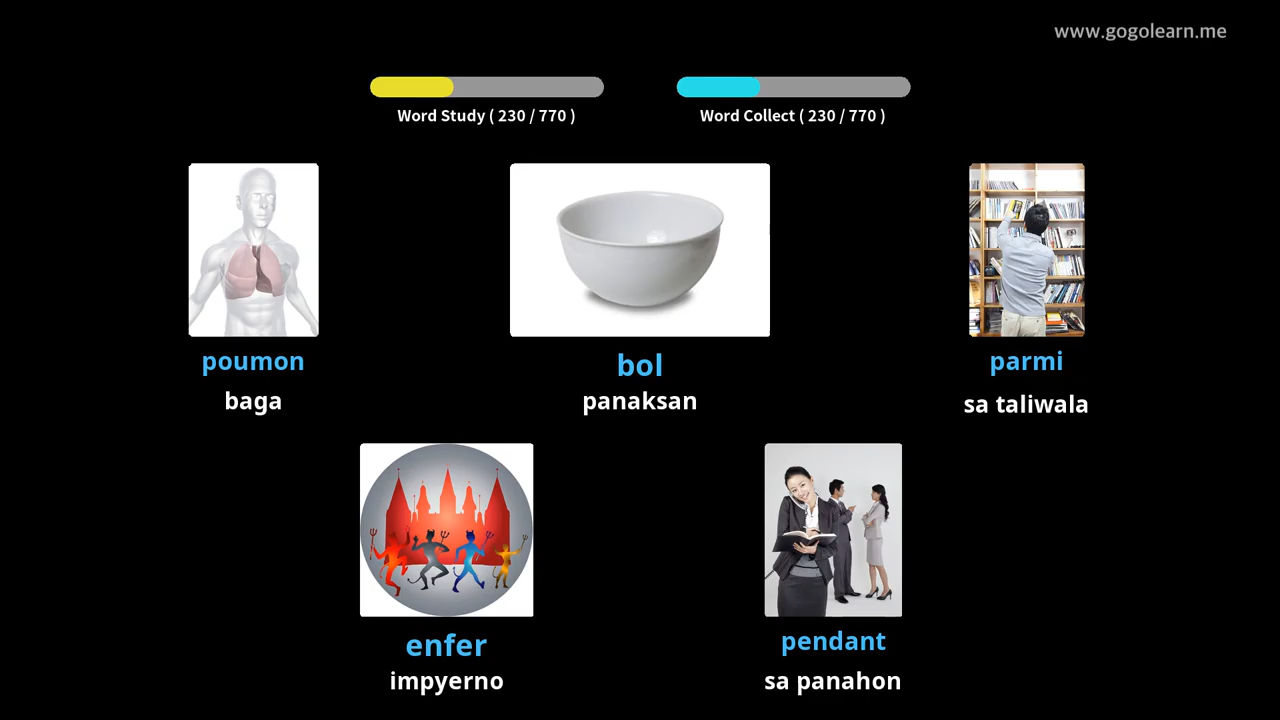 www.gogolearn.me
Word Study ( 230 / 770 )
Word Collect ( 230 / 770 )
poumon
baga
bol
panaksan
parmi
sa taliwala
enfer
impyerno
pendant
sa panahon